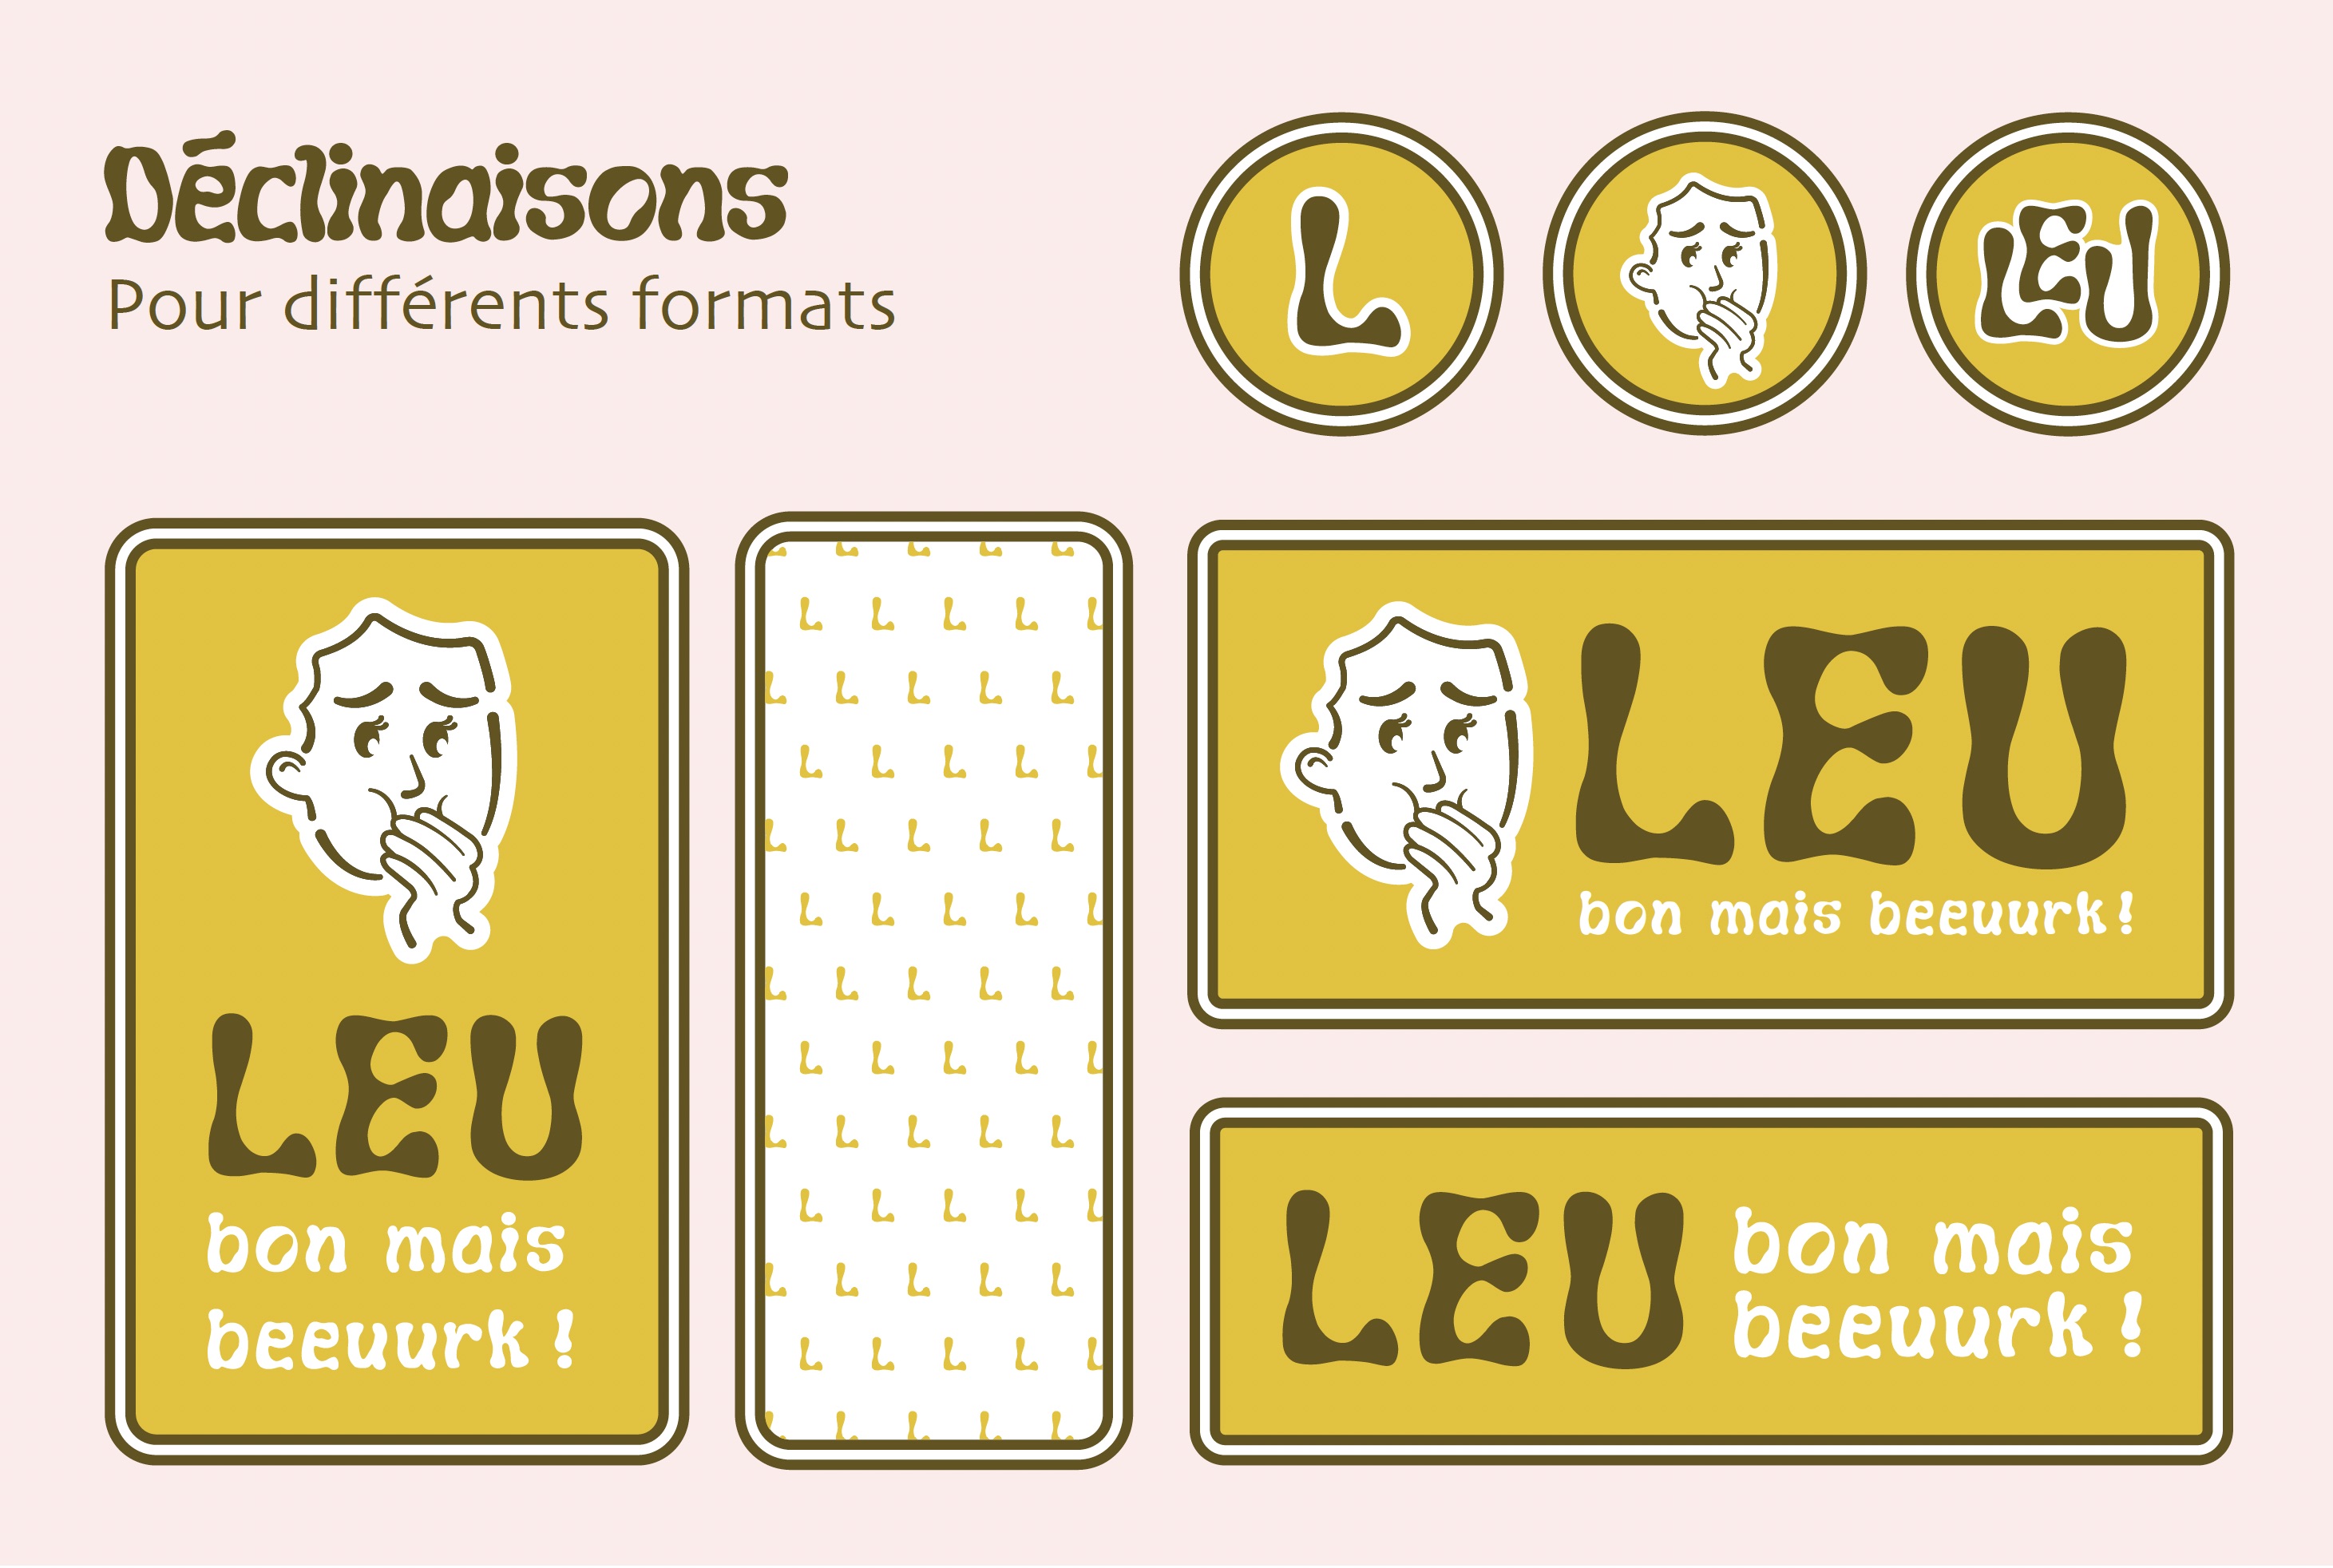 Déclinaisons
Pour différents formats
L
LEU
LEU
bon mais
beeuurk !
LEU
bon mais beeuurk !
LEU
bon mais
beeuurk !